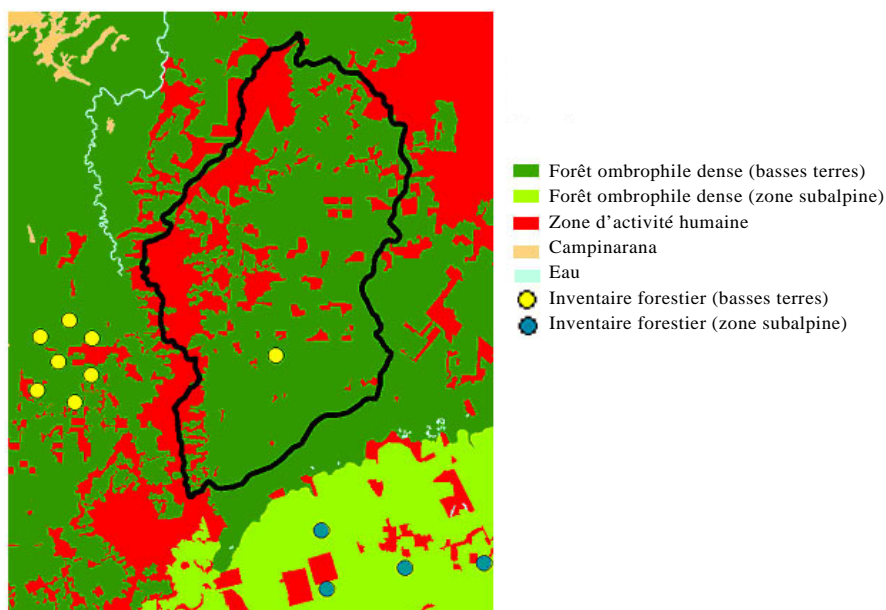 Forêt ombrophile dense (basses terres)
Forêt ombrophile dense (zone subalpine)
Zone d'activité humaine
Campinarana
Eau
Inventaire forestier (basses terres)
Inventaire forestier (zone subalpine)